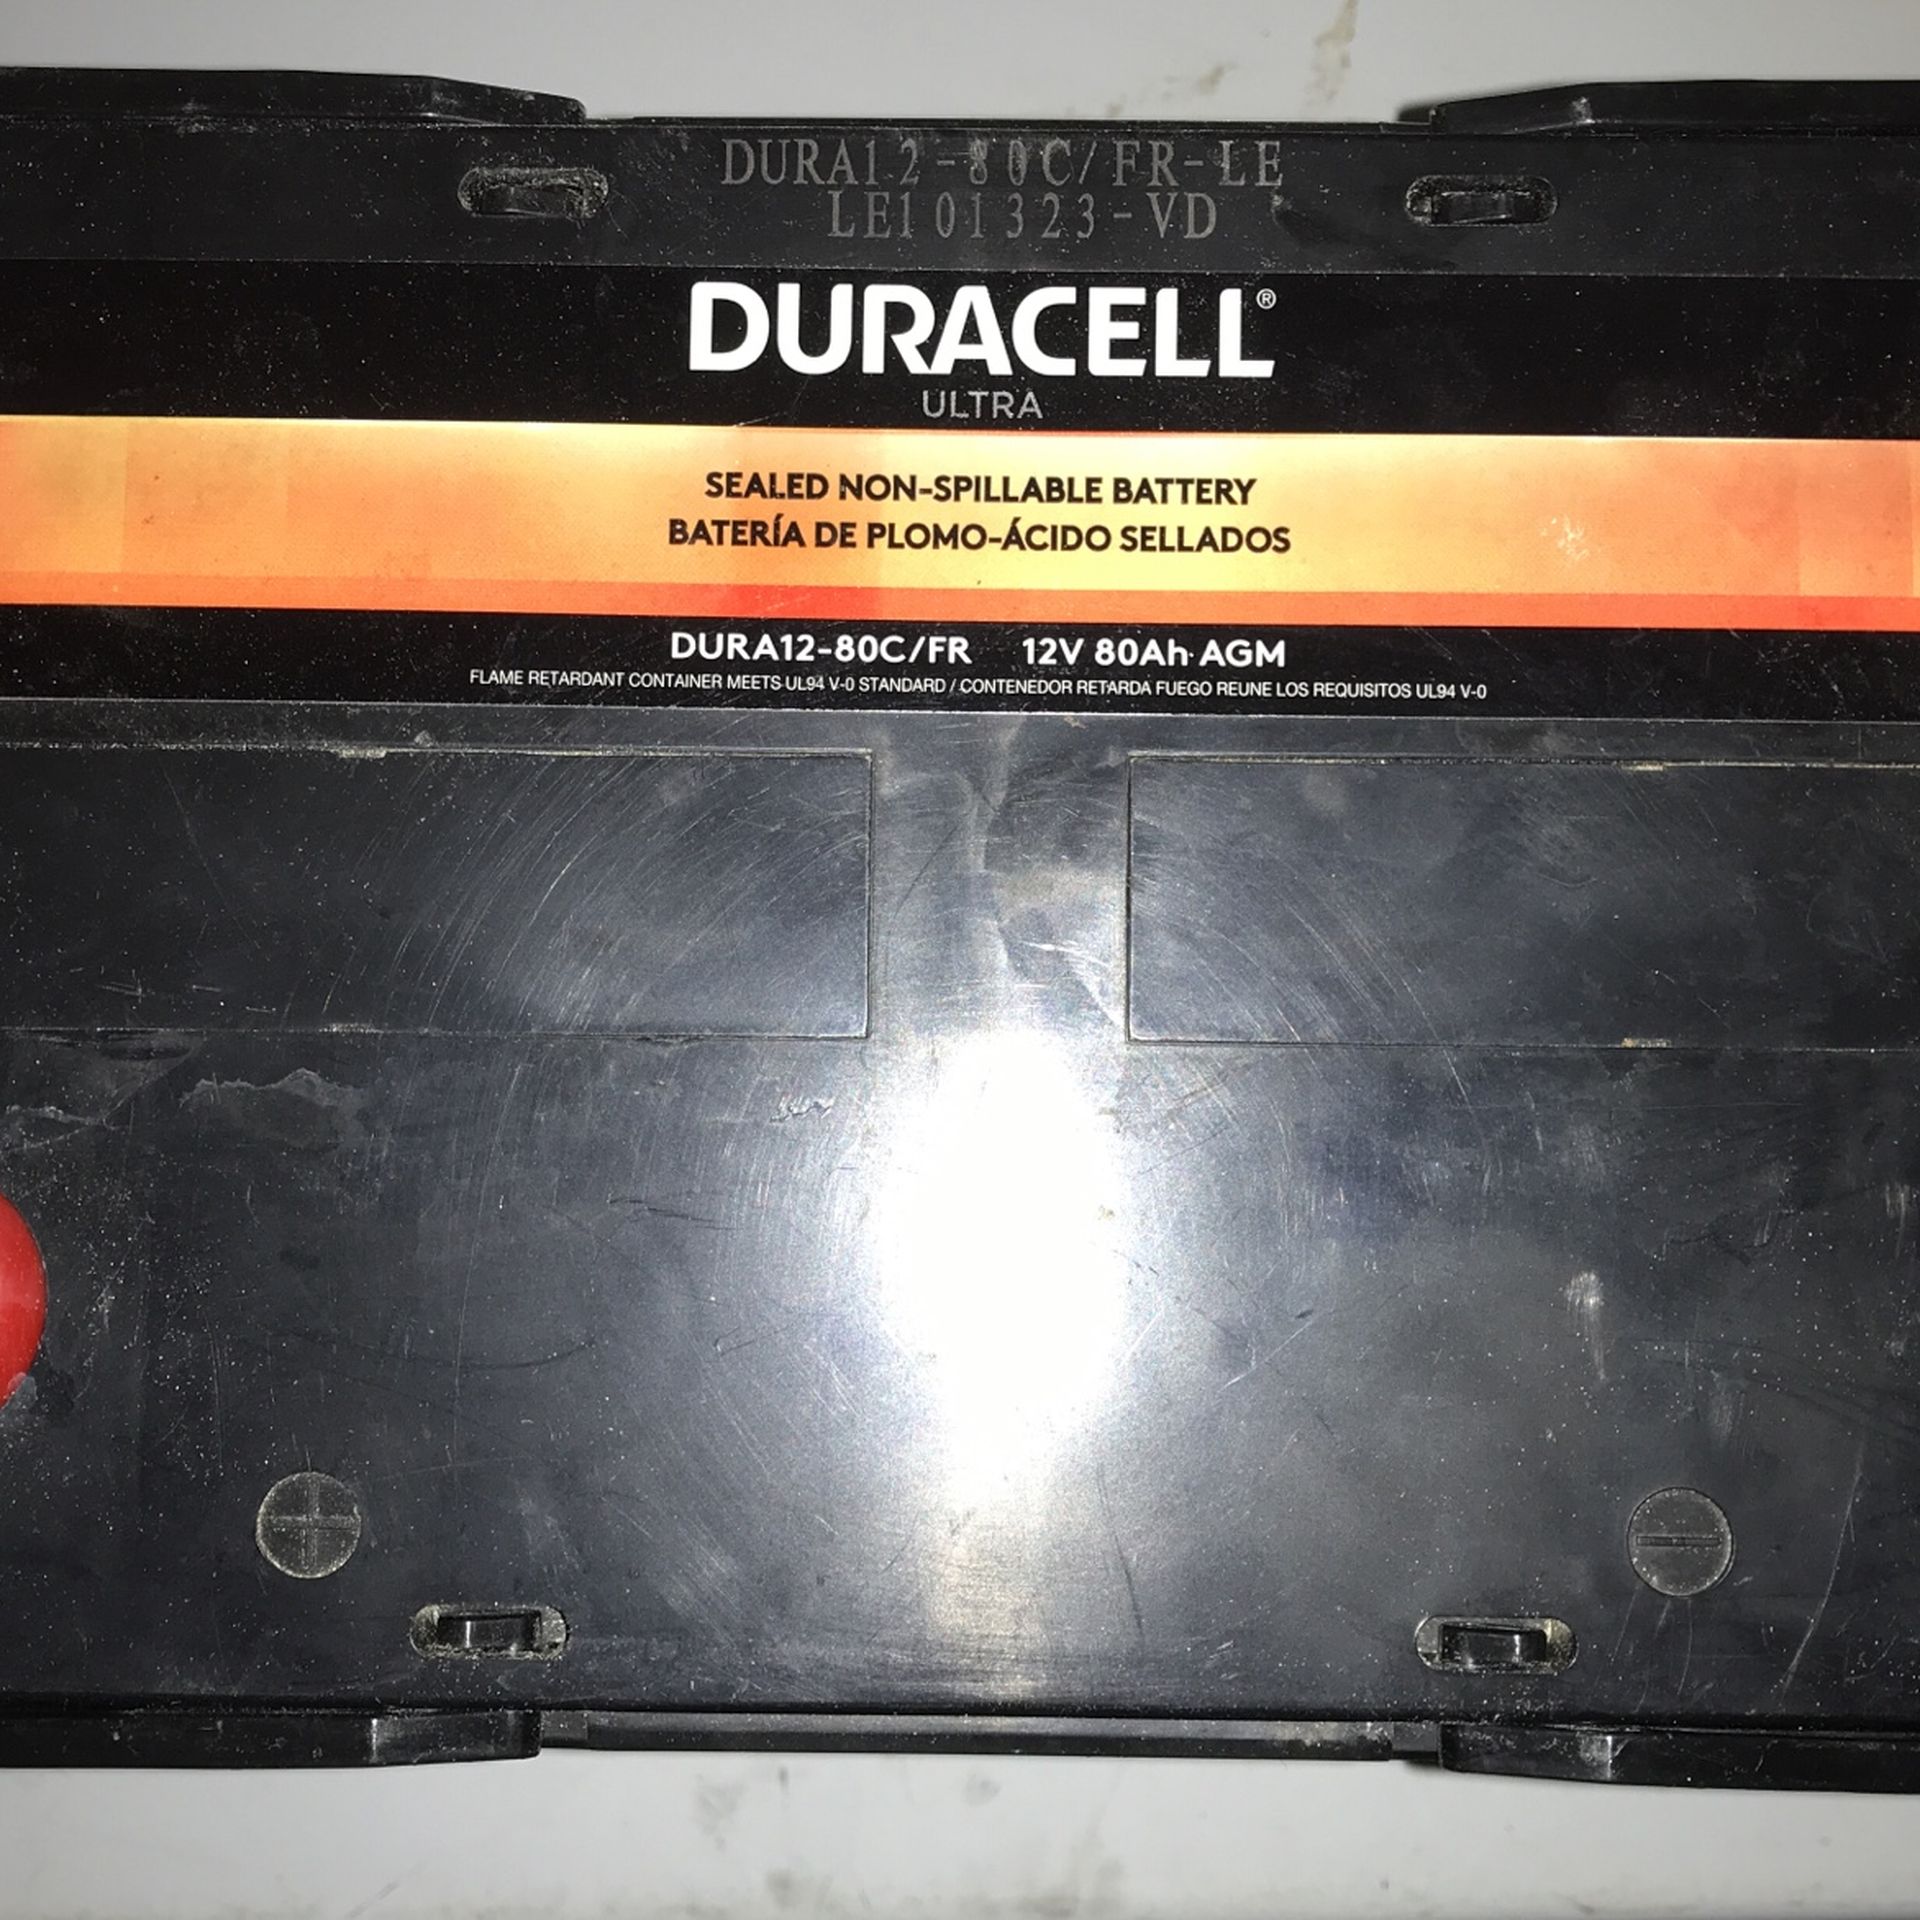 DURA12-80C/FR-LE
LE101323-VD
DURACELL®
ULTRA
SEALED NON-SPILLABLE BATTERY
BATERÍA DE PLOMO-ÁCIDO SELLADOS
DURA12-80C/FR 12V 80Ah AGM
FLAME RETARDANT CONTAINER MEETS UL94 V-0 STANDARD / CONTENEDOR RETARDA FUEGO REUNE LOS REQUISITOS UL94 V-0